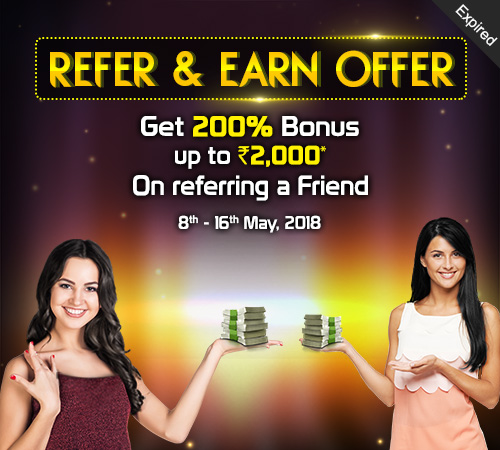 Expired
REFER & EARN OFFER
Get 200% Bonus
up to ₹2,000*
On referring a Friend
8th - 16th May, 2018